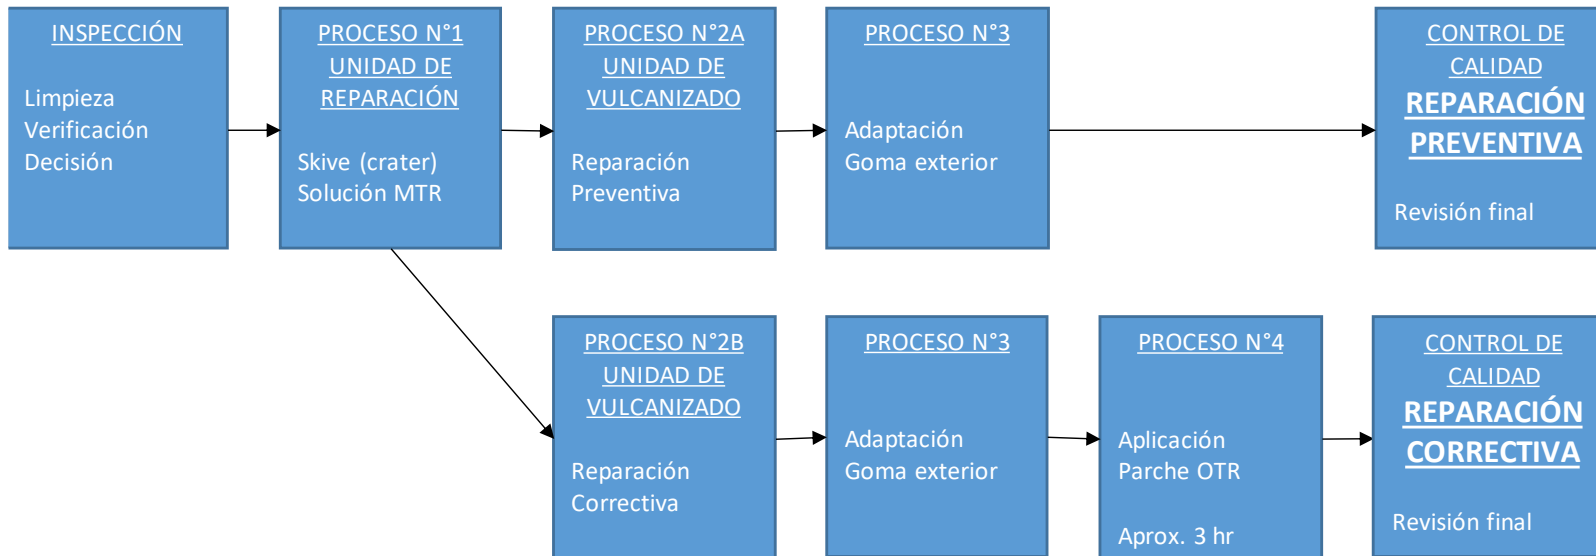 INSPECCIÓN
Limpieza
Verificación
Decisión
PROCESO N°1
UNIDAD DE
REPARACIÓN
Skive (crater)
Solución MTR
PROCESO N°2A
UNIDAD DE
VULCANIZADO
Reparación
Preventiva
PROCESO N°3
Adaptación
Goma exterior
CONTROL DE
CALIDAD
REPARACIÓN
PREVENTIVA
Revisión final
PROCESO N°2B
UNIDAD DE
VULCANIZADO
Reparación
Correctiva
PROCESO N°3
Adaptación
Goma exterior
PROCESO N°4
Aplicación
Parche OTR
Aprox. 3 hr
CONTROL DE
CALIDAD
REPARACIÓN
CORRECTIVA
Revisión final